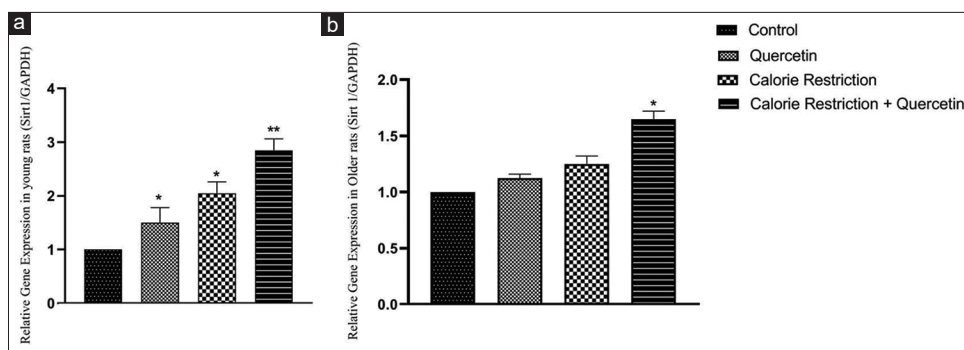 a
Relative Gene Expression in young rats (Sirt1/GAPDH)
4
3
2
1
0
*
*
**
b
Relative Gene Expression in Older rats (Sirt 1/GAPDH)
2.0
1.5
1.0
0.5
0.0
*
Control
Quercetin
Calorie Restriction
Calorie Restriction + Quercetin